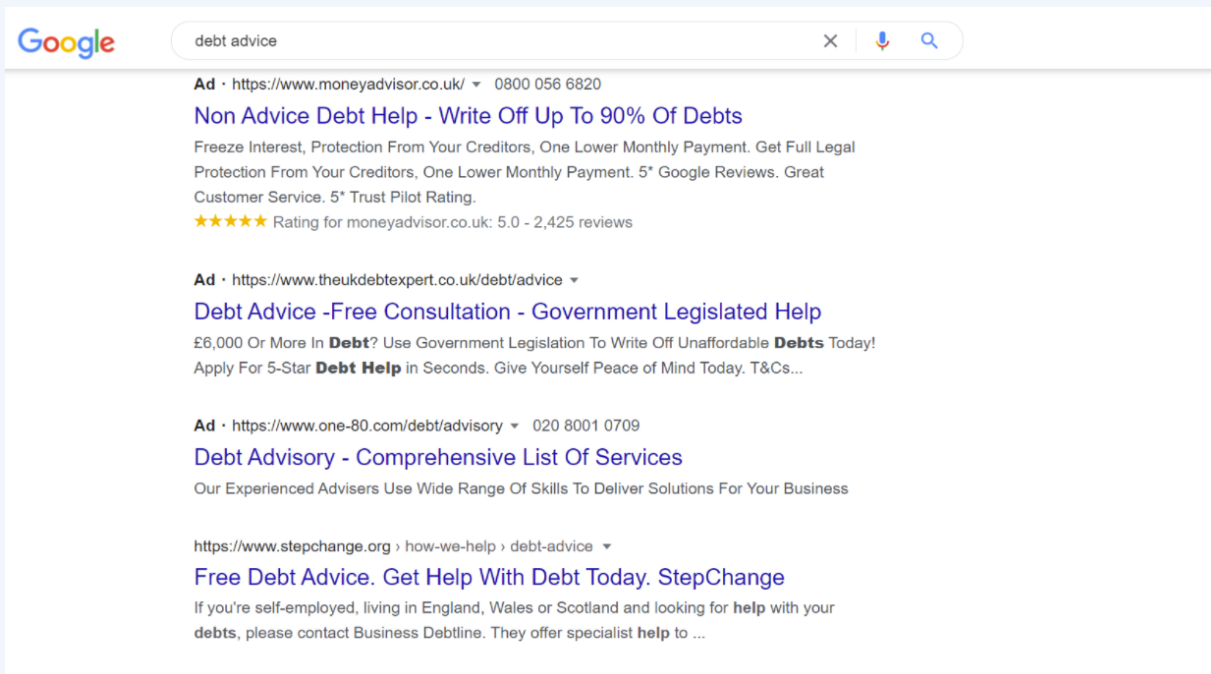 Google
debt advice
Ad · https://www.moneyadvisor.co.uk/ 0800 056 6820
Non Advice Debt Help - Write Off Up To 90% Of Debts
Freeze Interest, Protection From Your Creditors, One Lower Monthly Payment. Get Full Legal
Protection From Your Creditors, One Lower Monthly Payment. 5* Google Reviews. Great
Customer Service. 5* Trust Pilot Rating.
Rating for moneyadvisor.co.uk: 5.0 - 2,425 reviews
Ad · https://www.theukdebtexpert.co.uk/debt/advice
Debt Advice -Free Consultation - Government Legislated Help
£6,000 Or More In Debt? Use Government Legislation To Write Off Unaffordable Debts Today!
Apply For 5-Star Debt Help in Seconds. Give Yourself Peace of Mind Today. T&Cs...
Ad · https://www.one-80.com/debt/advisory 020 8001 0709
Debt Advisory - Comprehensive List Of Services
Our Experienced Advisers Use Wide Range Of Skills To Deliver Solutions For Your Business
https://www.stepchange.org › how-we-help › debt-advice
Free Debt Advice. Get Help With Debt Today. StepChange
If you're self-employed, living in England, Wales or Scotland and looking for help with your
debts, please contact Business Debtline. They offer specialist help to ...